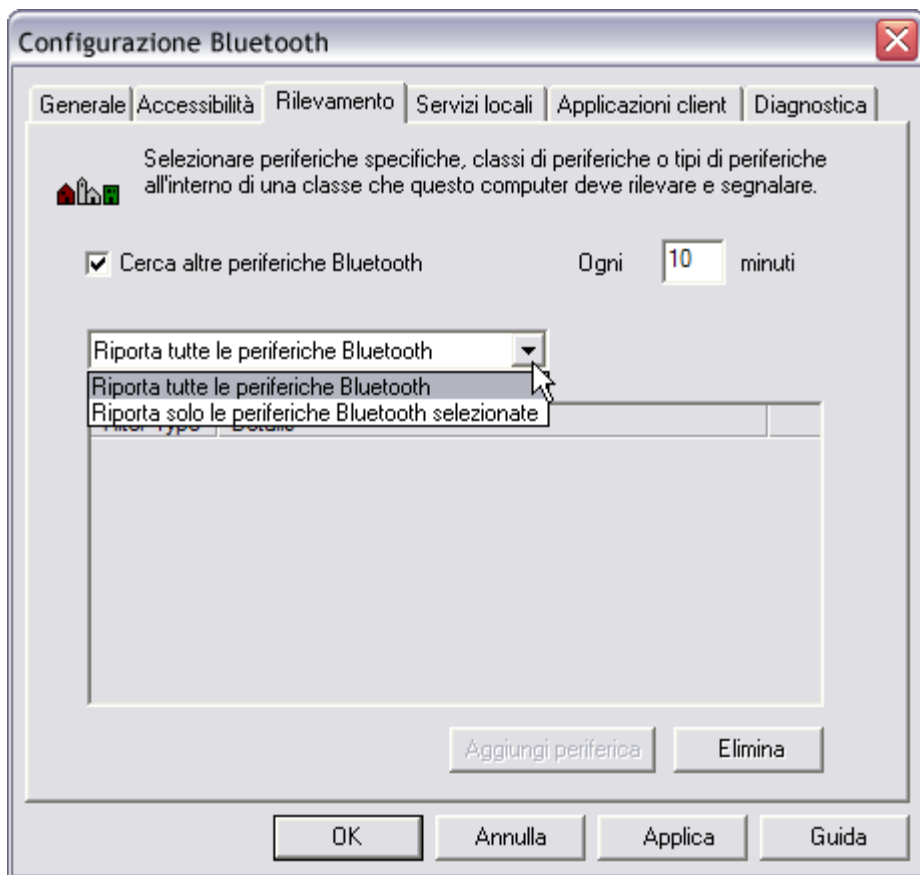 Configurazione Bluetooth
Generale Accessibilità Rilevamento Servizi locali Applicazioni client Diagnostica
Selezionare periferiche specifiche, classi di periferiche o tipi di periferiche
all'interno di una classe che questo computer deve rilevare e segnalare.
Cerca altre periferiche Bluetooth Ogni 10 minuti
Riporta tutte le periferiche Bluetooth
Riporta tutte le periferiche Bluetooth
Riporta solo le periferiche Bluetooth selezionate
Aggiungi periferica Elimina
OK Annulla Applica Guida